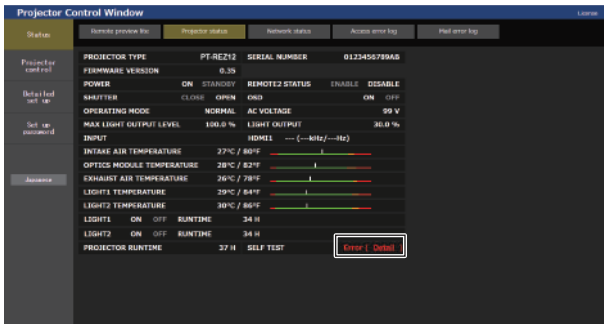 Projector Control Window
License
Status
Remote preview lite
Projector status
Network status
Access error log
Mail error log
Projector
control
Detailed
set up
Set up
password
Japanese
PROJECTOR TYPE PT-REZ12 SERIAL NUMBER 0123456789AB
FIRMWARE VERSION 0.35
POWER ON STANDBY REMOTE2 STATUS ENABLE DISABLE
SHUTTER CLOSE OPEN OSD ON OFF
OPERATING MODE NORMAL AC VOLTAGE 99 V
MAX LIGHT OUTPUT LEVEL 100.0 % LIGHT OUTPUT 30.0 %
INPUT HDMI1 --- (---kHz/---Hz)
INTAKE AIR TEMPERATURE 27°C / 80°F
OPTICS MODULE TEMPERATURE 28°C / 82°F
EXHAUST AIR TEMPERATURE 26°C / 78°F
LIGHT1 TEMPERATURE 29°C / 84°F
LIGHT2 TEMPERATURE 30°C / 86°F
LIGHT1 ON OFF RUNTIME 34 H
LIGHT2 ON OFF RUNTIME 34 H
PROJECTOR RUNTIME 37 H SELF TEST Error [ Detail ]